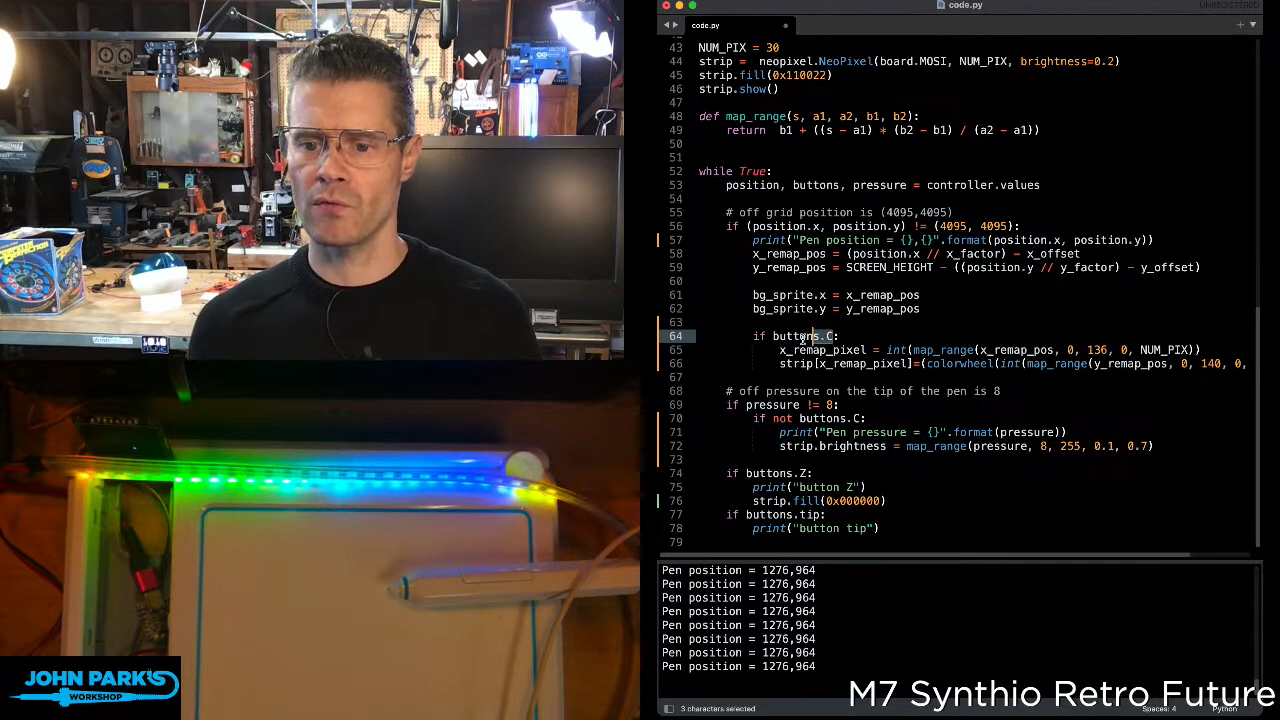 code.py
UNREGISTERED
code.py
43 NUM_PIX = 30
44 strip =  neopixel.NeoPixel(board.MOSI, NUM_PIX, brightness=0.2)
45 strip.fill(0x110022)
46 strip.show()
47
48 def map_range(s, a1, a2, b1, b2):
49 return  b1 + ((s - a1) * (b2 - b1) / (a2 - a1))
50
51
52 while True:
53 position, buttons, pressure = controller.values
54
55 # off grid position is (4095,4095)
56 if (position.x, position.y) != (4095, 4095):
57 print("Pen position = {},{}".format(position.x, position.y))
58 x_remap_pos = (position.x // x_factor) - x_offset
59 y_remap_pos = SCREEN_HEIGHT - ((position.y // y_factor) - y_offset)
60
61 bg_sprite.x = x_remap_pos
62 bg_sprite.y = y_remap_pos
63
64 if buttons.C:
65 x_remap_pixel = int(map_range(x_remap_pos, 0, 136, 0, NUM_PIX))
66 strip[x_remap_pixel]=(colorwheel(int(map_range(y_remap_pos, 0, 140, 0,
67
68 # off pressure on the tip of the pen is 8
69 if pressure != 8:
70 if not buttons.C:
71 print("Pen pressure = {}".format(pressure))
72 strip.brightness = map_range(pressure, 8, 255, 0.1, 0.7)
73
74 if buttons.Z:
75 print("button Z")
76 strip.fill(0x000000)
77 if buttons.tip:
78 print("button tip")
79
Pen position = 1276,964
Pen position = 1276,964
Pen position = 1276,964
Pen position = 1276,964
Pen position = 1276,964
Pen position = 1276,964
Pen position = 1276,964
Pen position = 1276,964
JOHN PARK'S
WORKSHOP
M7 Synthio Retro Future
3 characters selected
Spaces: 4
Python